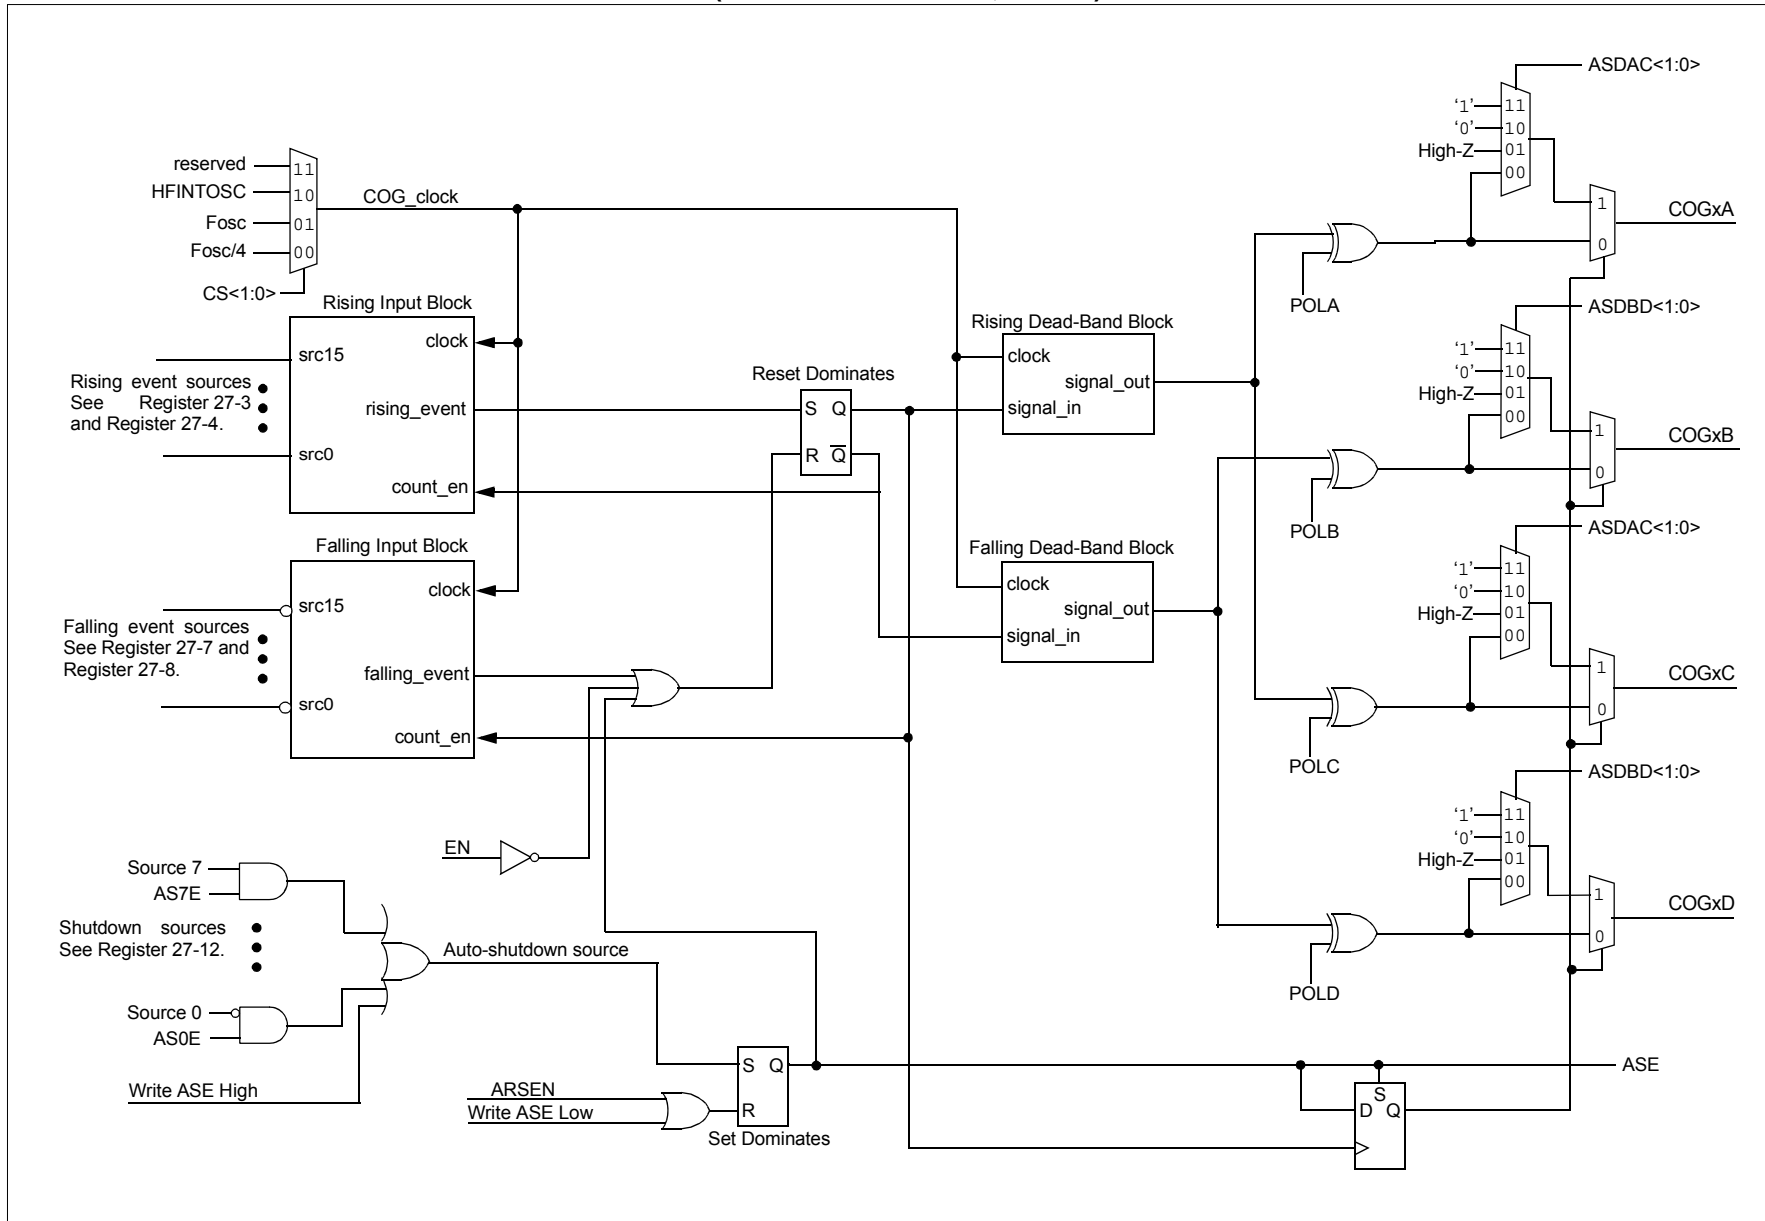 ASDAC<1:0>
'1' 11
'0' 10
High-Z 01
00
1
0
COGxA
POLA
reserved 11
HFINTOSC 10
Fosc 01
Fosc/4 00
CS<1:0>
COG_clock
Rising Input Block
clock
src15
rising_event
src0
count_en
Rising event sources
See Register 27-3
and Register 27-4.
Reset Dominates
S Q
R Q
Rising Dead-Band Block
clock
signal_out
signal_in
ASDBD<1:0>
'1' 11
'0' 10
High-Z 01
00
1
0
COGxB
POLB
Falling Input Block
clock
src15
falling_event
src0
count_en
Falling event sources
See Register 27-7 and
Register 27-8.
Falling Dead-Band Block
clock
signal_out
signal_in
ASDAC<1:0>
'1' 11
'0' 10
High-Z 01
00
1
0
COGxC
POLC
EN
ASDBD<1:0>
'1' 11
'0' 10
High-Z 01
00
1
0
COGxD
POLD
Source 7
AS7E
Shutdown sources
See Register 27-12.
Source 0
AS0E
Write ASE High
Auto-shutdown source
ARSEN
Write ASE Low
S Q
R
Set Dominates
ASE
S
D Q